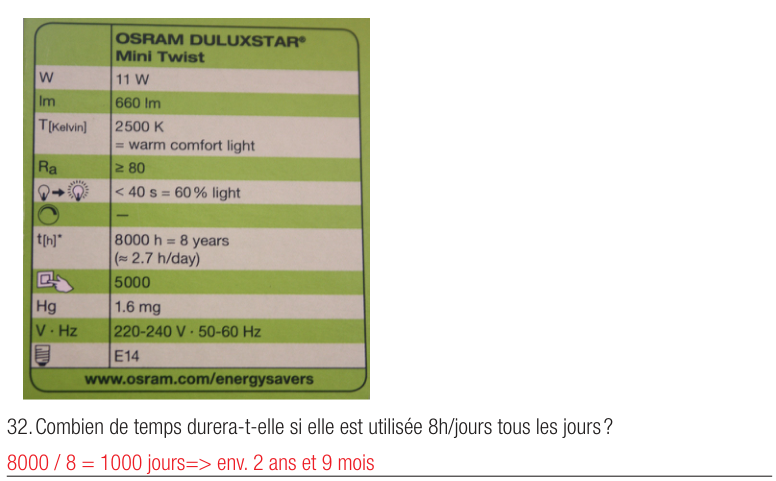 OSRAM DULUXSTAR®
Mini Twist
W 11 W
lm 660 lm
T[Kelvin] 2500 K
= warm comfort light
Ra ≥ 80
< 40 s = 60 % light
—
t[h]* 8000 h = 8 years
(≈ 2.7 h/day)
5000
Hg 1.6 mg
V · Hz 220-240 V · 50-60 Hz
E14
www.osram.com/energysavers
32. Combien de temps durera-t-elle si elle est utilisée 8h/jours tous les jours ?
8000 / 8 = 1000 jours=> env. 2 ans et 9 mois